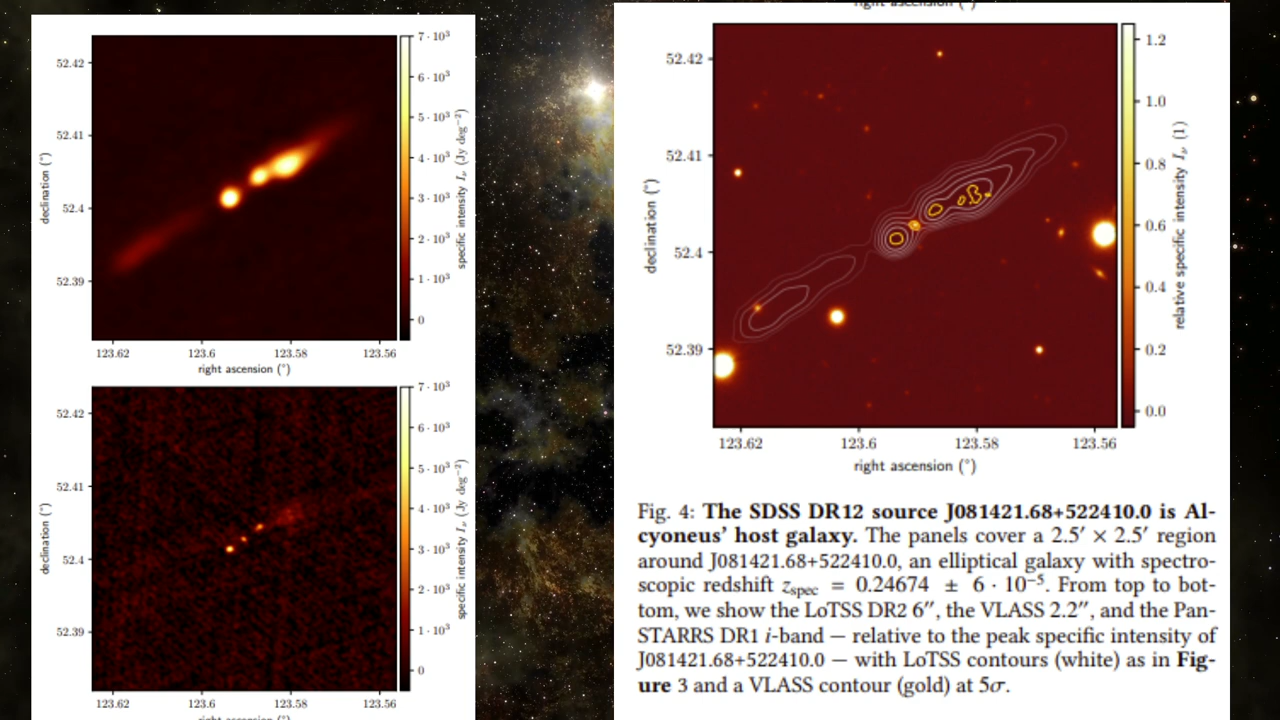 7 · 10³
6 · 10³
5 · 10³
4 · 10³
3 · 10³
2 · 10³
1 · 10³
0
specific intensity Iᵥ (Jy deg⁻²)
52.42
52.41
52.4
52.39
declination (°)
123.62 123.6 123.58 123.56
right ascension (°)
7 · 10³
6 · 10³
5 · 10³
4 · 10³
3 · 10³
2 · 10³
1 · 10³
0
specific intensity Iᵥ (Jy deg⁻²)
52.42
52.41
52.4
52.39
declination (°)
123.62 123.6 123.58 123.56
right ascension (°)
right ascension (°)
52.42
52.41
52.4
52.39
declination (°)
123.62 123.6 123.58 123.56
right ascension (°)
1.2
1.0
0.8
0.6
0.4
0.2
0.0
relative specific intensity Iᵥ (1)
Fig. 4: The SDSS DR12 source J081421.68+522410.0 is Al-
cyoneus’ host galaxy. The panels cover a 2.5′ × 2.5′ region
around J081421.68+522410.0, an elliptical galaxy with spectro-
scopic redshift zspec = 0.24674 ± 6 · 10⁻⁵. From top to bot-
tom, we show the LoTSS DR2 6″, the VLASS 2.2″, and the Pan-
STARRS DR1 i-band — relative to the peak specific intensity of
J081421.68+522410.0 — with LoTSS contours (white) as in Fig-
ure 3 and a VLASS contour (gold) at 5σ.